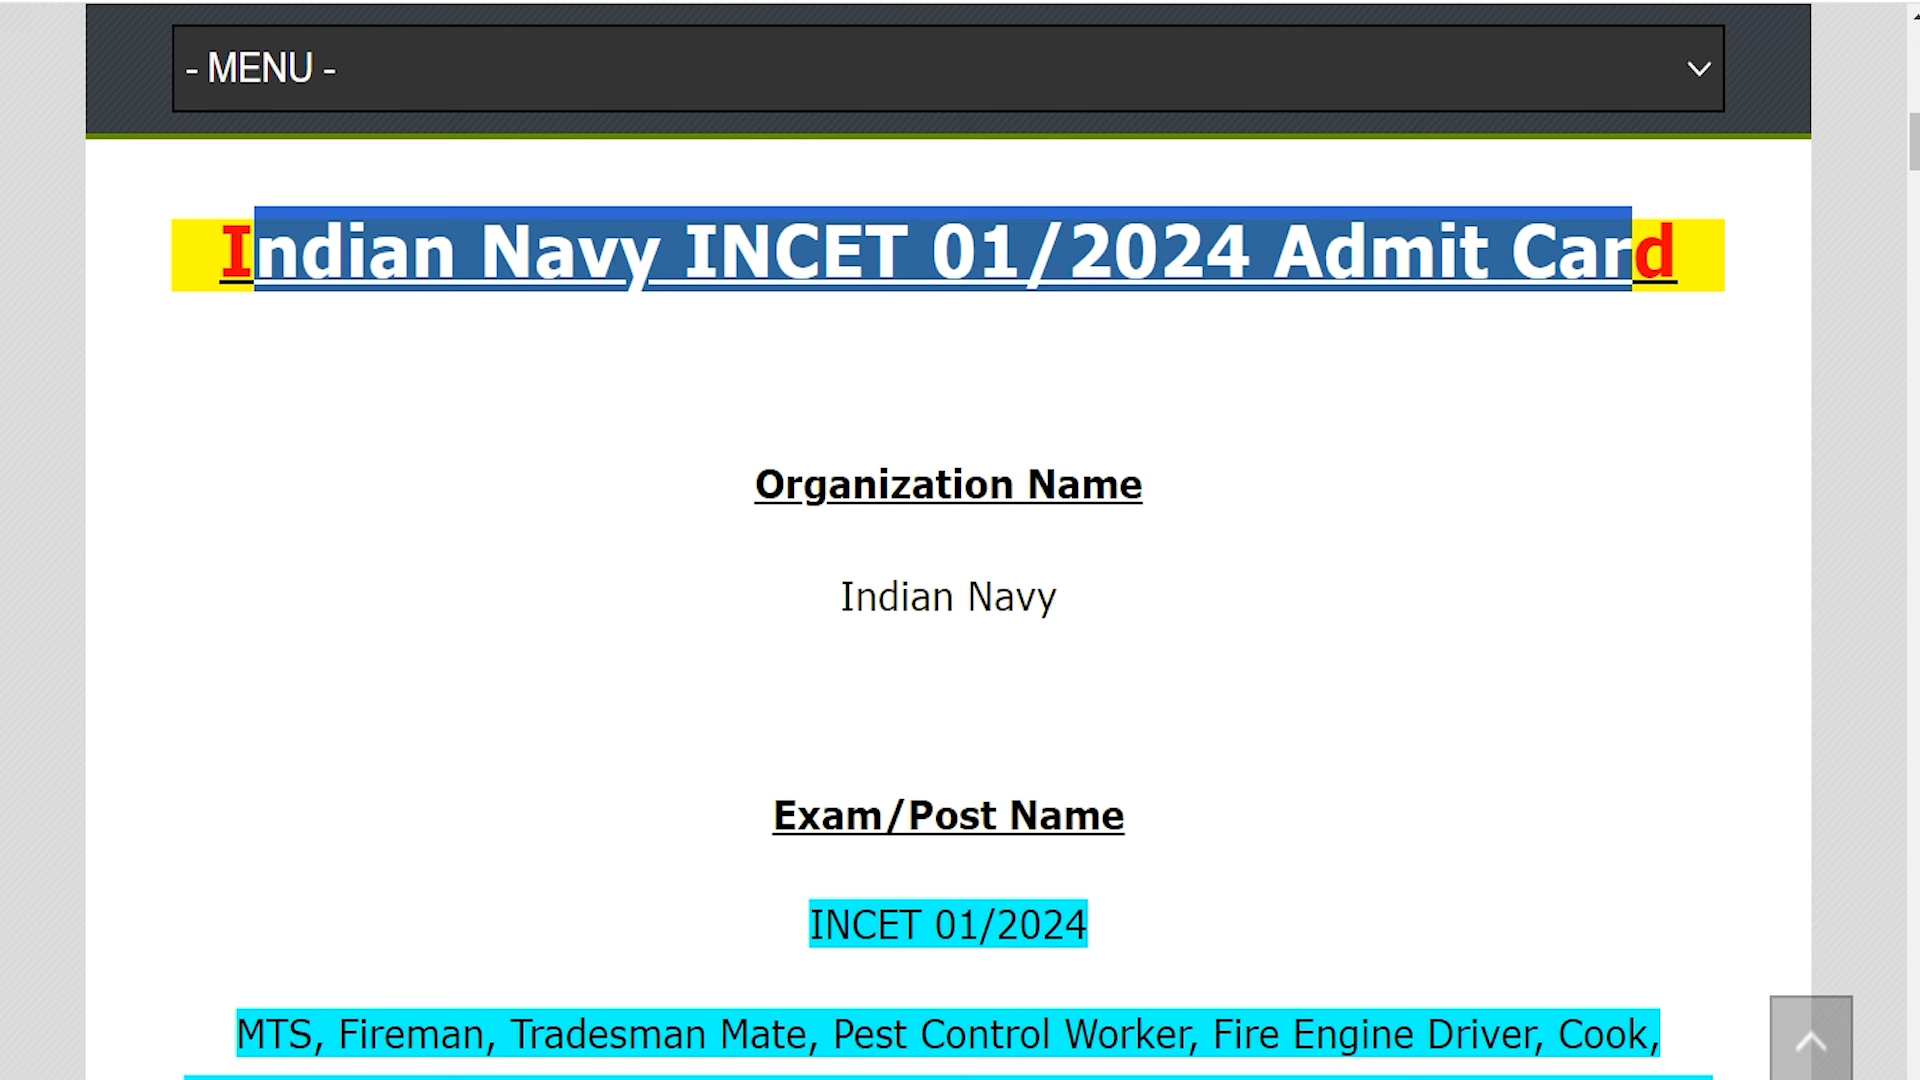 - MENU -
Indian Navy INCET 01/2024 Admit Card
Organization Name
Indian Navy
Exam/Post Name
INCET 01/2024
MTS, Fireman, Tradesman Mate, Pest Control Worker, Fire Engine Driver, Cook,